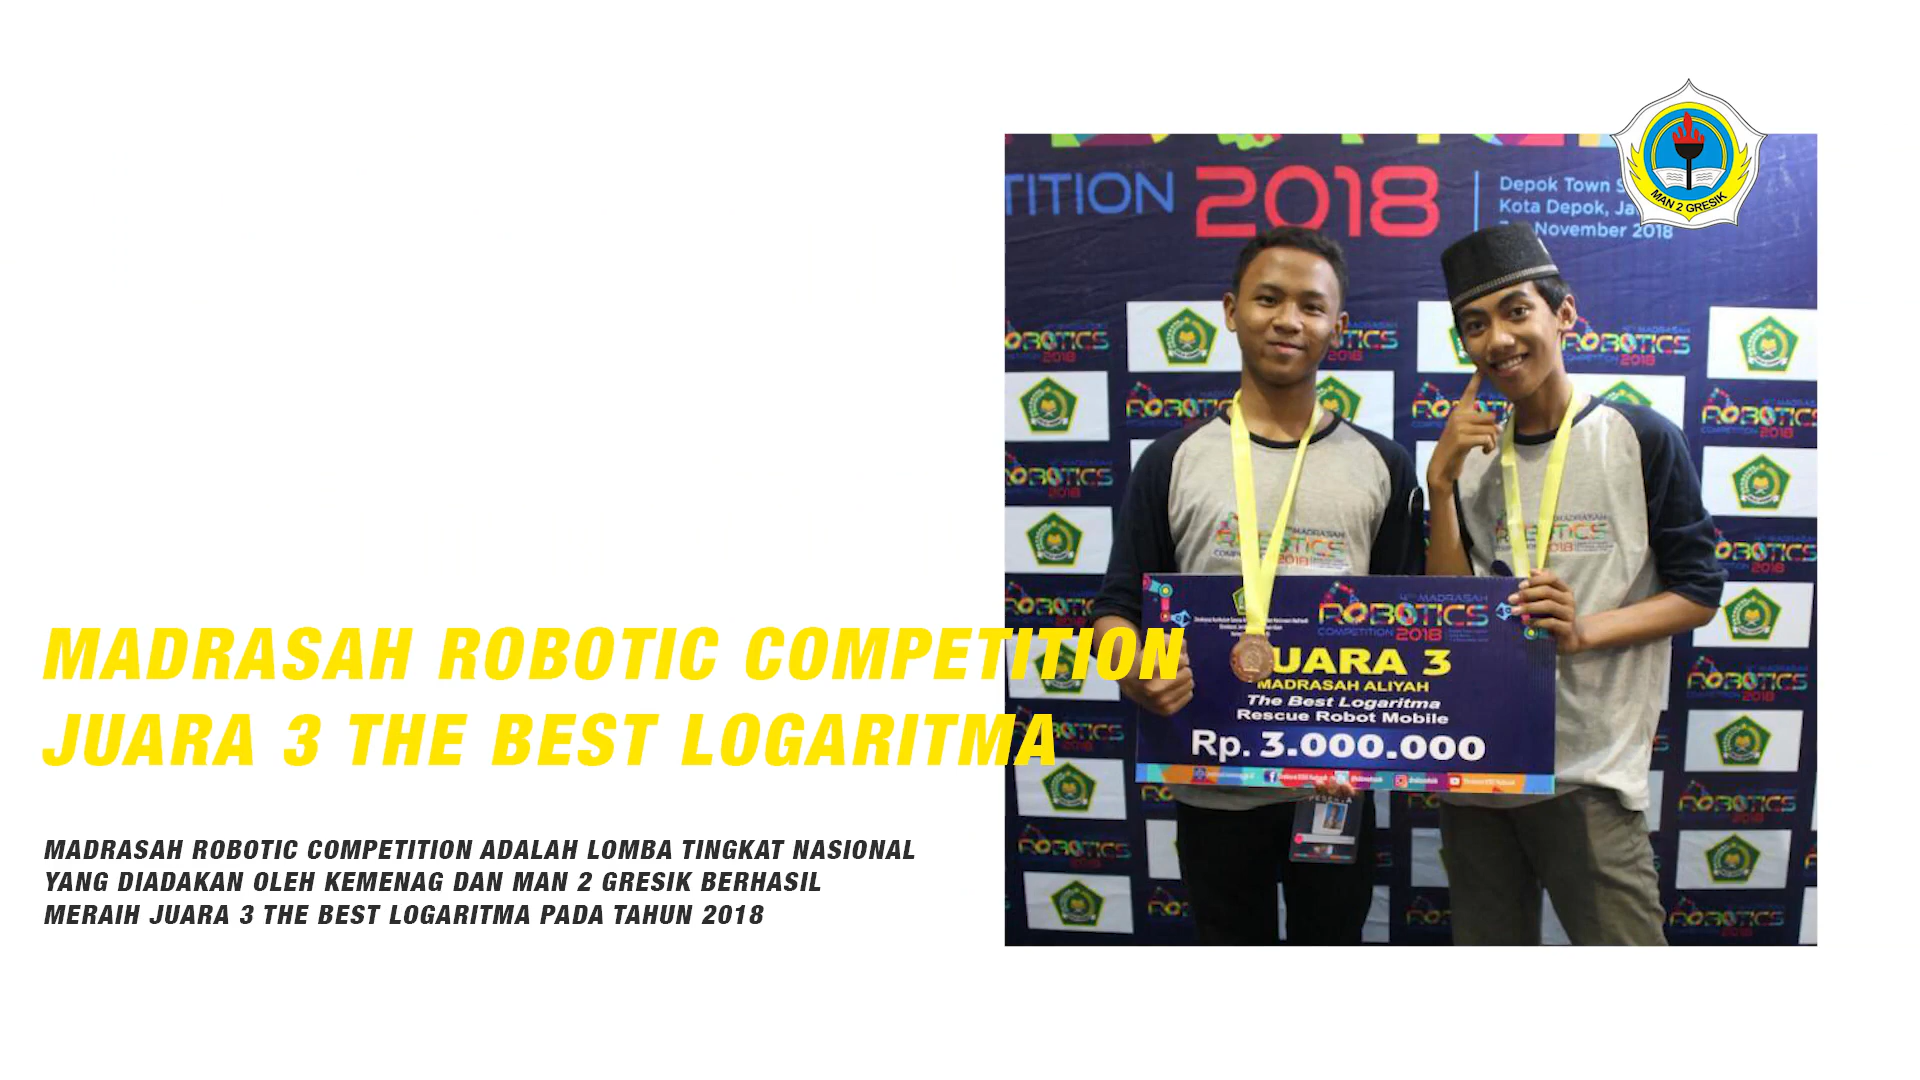 MAN 2 GRESIK
TITION 2018
Depok Town
Kota Depok,
November 2018
MADRASAH ROBOTIC COMPETITION
JUARA 3 THE BEST LOGARITMA
MADRASAH ROBOTIC COMPETITION ADALAH LOMBA TINGKAT NASIONAL
YANG DIADAKAN OLEH KEMENAG DAN MAN 2 GRESIK BERHASIL
MERAIH JUARA 3 THE BEST LOGARITMA PADA TAHUN 2018
MADRASAH
ROBOTICS
COMPETITION 2018
UARA 3
MADRASAH ALIYAH
The Best Logaritma
Rescue Robot Mobile
Rp. 3.000.000
PESERTA